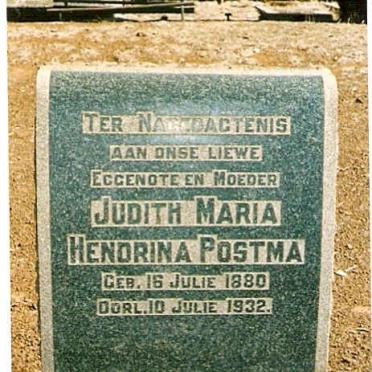 TER NAGEDAGTENIS
AAN ONSE LIEWE
EGGENOTE EN MOEDER
JUDITH MARIA
HENDRINA POSTMA
GEB. 16 JULIE 1880
OORL. 10 JULIE 1932.